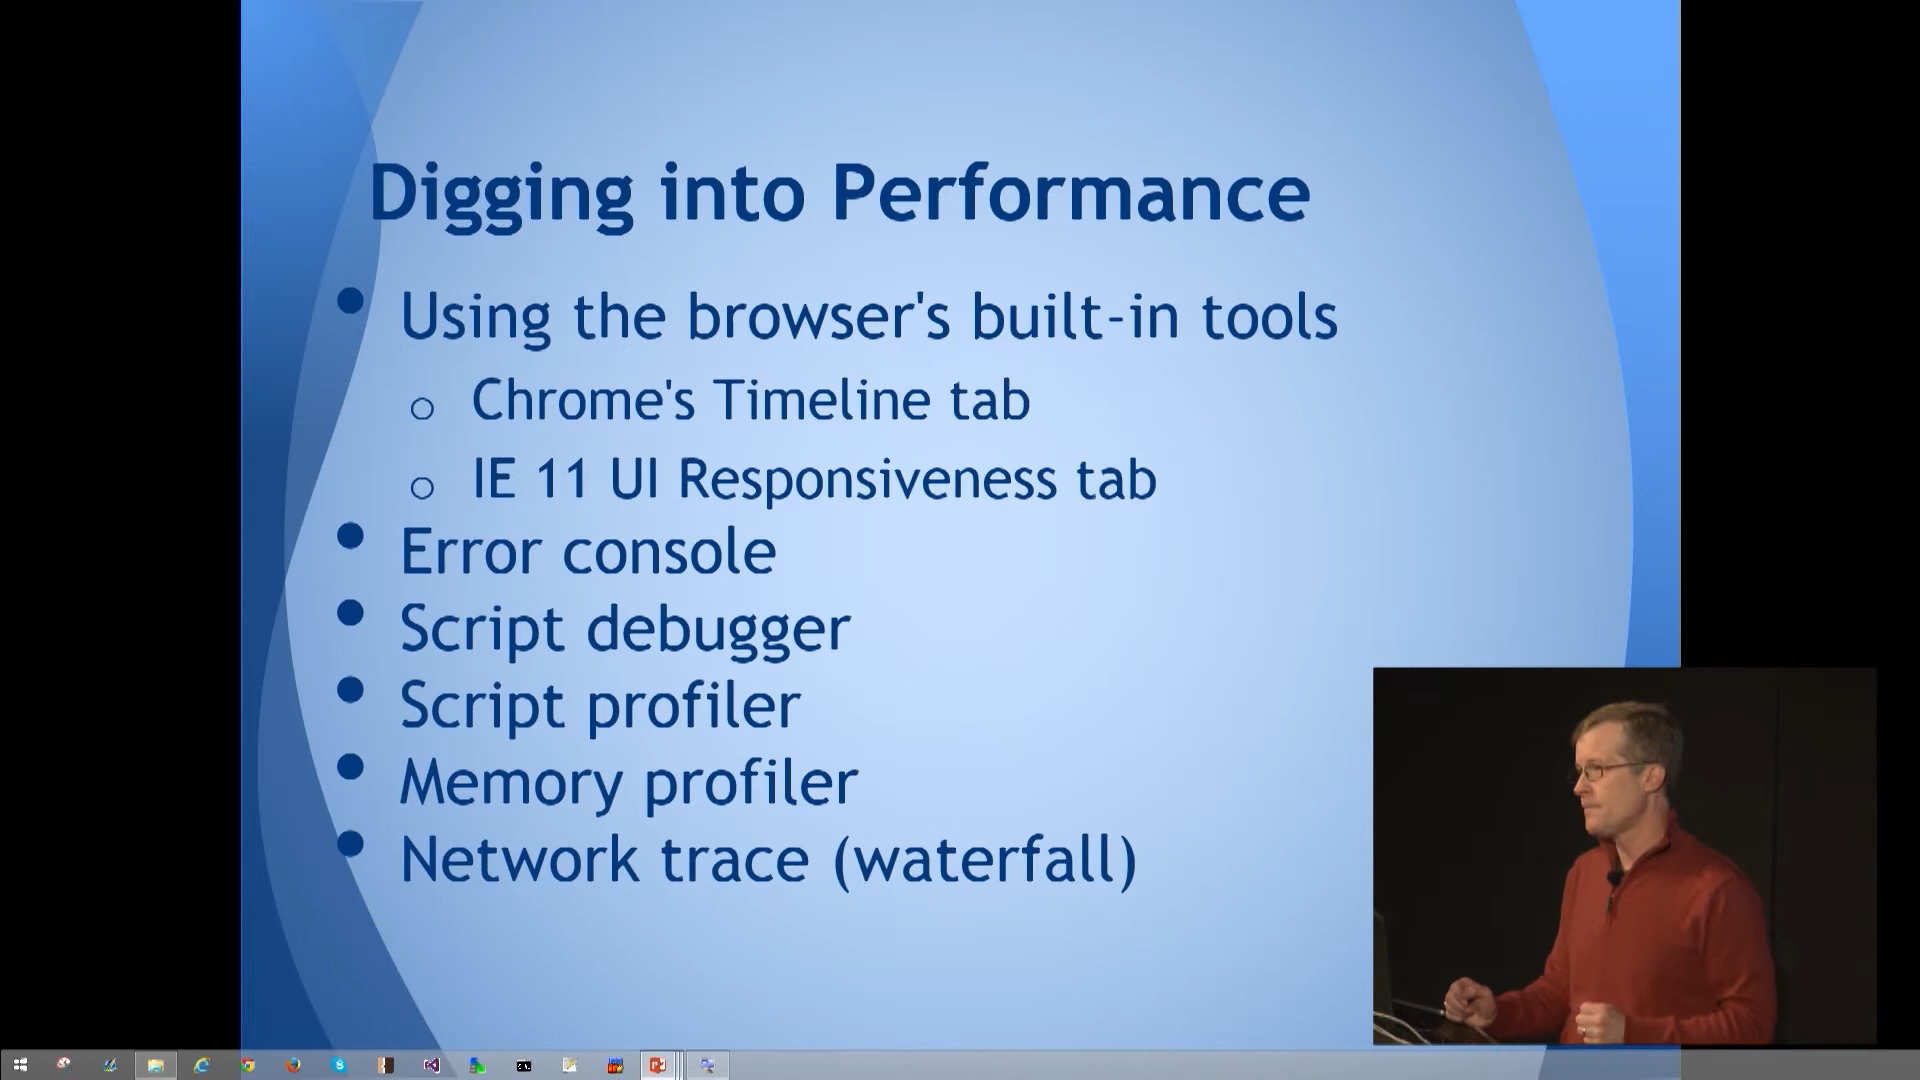 Digging into Performance
• Using the browser's built-in tools
o Chrome's Timeline tab
o IE 11 UI Responsiveness tab
• Error console
• Script debugger
• Script profiler
• Memory profiler
• Network trace (waterfall)